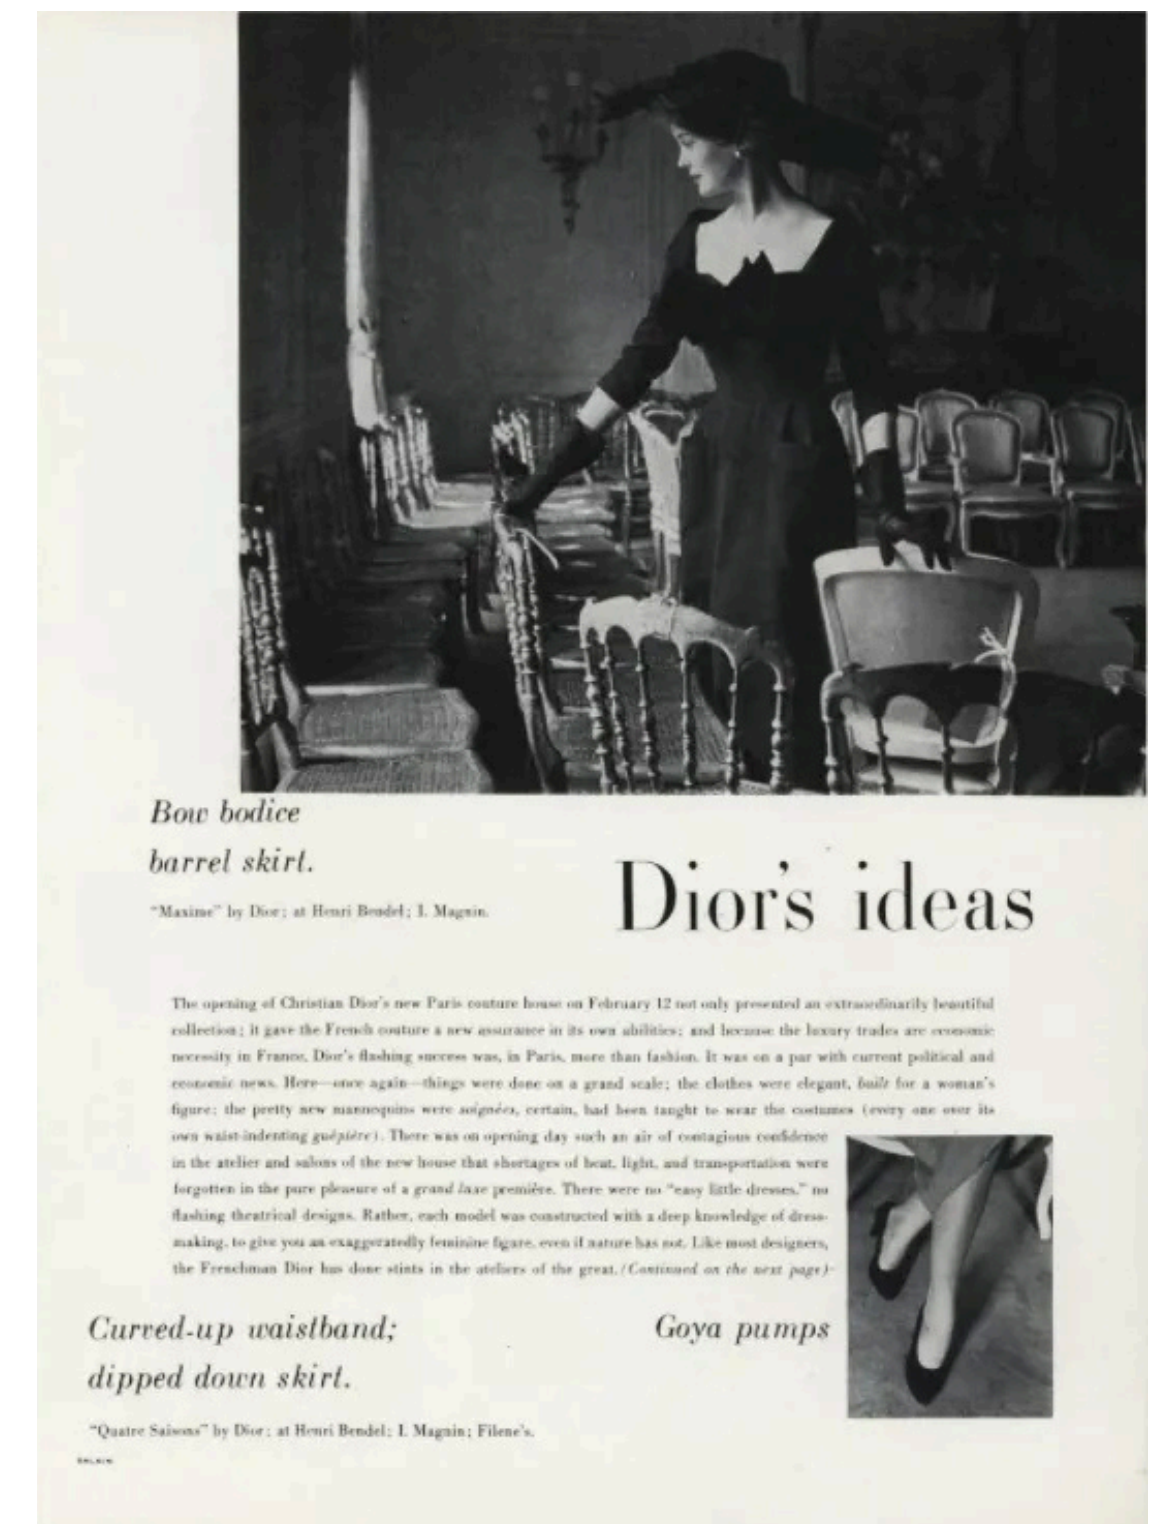 Bow bodice
barrel skirt.
"Maxime" by Dior; at Henri Bendel; I. Magnin.
Dior's ideas
The opening of Christian Dior's new Paris couture house on February 12 not only presented an extraordinarily beautiful
collection; it gave the French couture a new assurance in its own abilities; and because the luxury trades are economic
necessity in France, Dior's flashing success was, in Paris, more than fashion. It was on a par with current political and
economic news. Here—once again—things were done on a grand scale; the clothes were elegant, built for a woman's
figure; the pretty new mannequins were soignées, certain, had been taught to wear the costumes (every one over its
own waist-indenting guêpière). There was on opening day such an air of contagious confidence
in the atelier and salons of the new house that shortages of heat, light, and transportation were
forgotten in the pure pleasure of a grand luxe première. There were no "easy little dresses," no
flashing theatrical designs. Rather, each model was constructed with a deep knowledge of dress-
making, to give you an exaggeratedly feminine figure, even if nature has not. Like most designers,
the Frenchman Dior has done stints in the ateliers of the great. (Continued on the next page)
Curved-up waistband;
dipped down skirt.
Goya pumps
"Quatre Saisons" by Dior; at Henri Bendel; I. Magnin; Filene's.